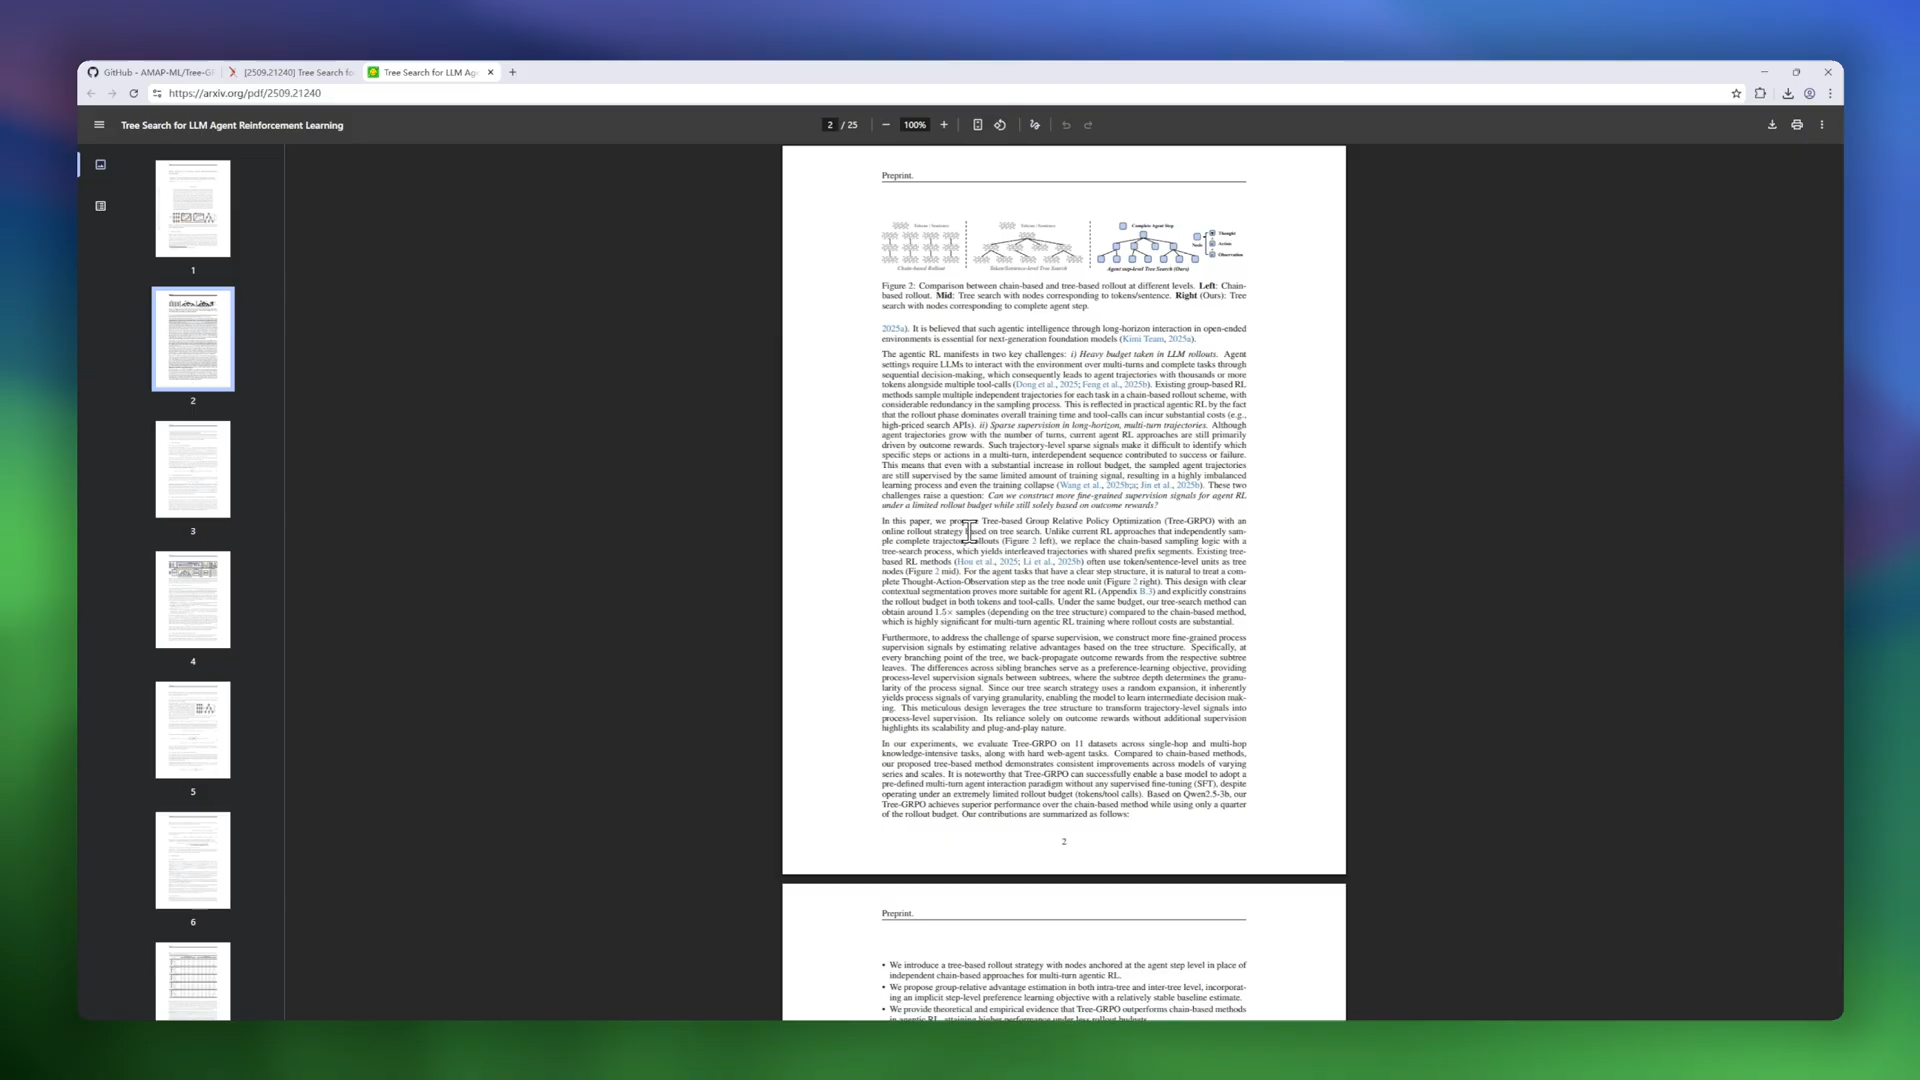 GitHub - AMAP-ML/Tree-GR
[2509.21240] Tree Search fo
Tree Search for LLM Age
https://arxiv.org/pdf/2509.21240
Tree Search for LLM Agent Reinforcement Learning
2 / 25
100%
1
2
3
4
5
6
Preprint.
Tokens / Sentence
Tokens / Sentence
Complete Agent Step
Thought
Node
Action
Observation
Chain-based Rollout
Token/Sentence-level Tree Search
Agent step-level Tree Search (Ours)
Figure 2: Comparison between chain-based and tree-based rollout at different levels. Left: Chain-
based rollout. Mid: Tree search with nodes corresponding to tokens/sentence. Right (Ours): Tree
search with nodes corresponding to complete agent step.
2025a). It is believed that such agentic intelligence through long-horizon interaction in open-ended
environments is essential for next-generation foundation models (Kimi Team, 2025a).
The agentic RL manifests in two key challenges: i) Heavy budget taken in LLM rollouts. Agent
settings require LLMs to interact with the environment over multi-turns and complete tasks through
sequential decision-making, which consequently leads to agent trajectories with thousands or more
tokens alongside multiple tool-calls (Dong et al., 2025; Feng et al., 2025b). Existing group-based RL
methods sample multiple independent trajectories for each task in a chain-based rollout scheme, with
considerable redundancy in the sampling process. This is reflected in practical agentic RL by the fact
that the rollout phase dominates overall training time and tool-calls can incur substantial costs (e.g.,
high-priced search APIs). ii) Sparse supervision in long-horizon, multi-turn trajectories. Although
agent trajectories grow with the number of turns, current agent RL approaches are still primarily
driven by outcome rewards. Such trajectory-level sparse signals make it difficult to identify which
specific steps or actions in a multi-turn, interdependent sequence contributed to success or failure.
This means that even with a substantial increase in rollout budget, the sampled agent trajectories
are still supervised by the same limited amount of training signal, resulting in a highly imbalanced
learning process and even the training collapse (Wang et al., 2025b;a; Jin et al., 2025b). These two
challenges raise a question: Can we construct more fine-grained supervision signals for agent RL
under a limited rollout budget while still solely based on outcome rewards?
In this paper, we Tree-based Group Relative Policy Optimization (Tree-GRPO) with an
online rollout strategy based on tree search. Unlike current RL approaches that independently sam-
ple complete rollouts (Figure 2 left), we replace the chain-based sampling logic with a
tree-search process, which yields interleaved trajectories with shared prefix segments. Existing tree-
based RL methods (Hou et al., 2025; Li et al., 2025b) often use token/sentence-level units as tree
nodes (Figure 2 mid). For the agent tasks that have a clear step structure, it is natural to treat a com-
plete Thought-Action-Observation step as the tree node unit (Figure 2 right). This design with clear
contextual segmentation proves more suitable for agent RL (Appendix B.3) and explicitly constrains
the rollout budget in both tokens and tool-calls. Under the same budget, our tree-search method can
obtain around 1.5× samples (depending on the tree structure) compared to the chain-based method,
which is highly significant for multi-turn agentic RL training where rollout costs are substantial.
Furthermore, to address the challenge of sparse supervision, we construct more fine-grained process
supervision signals by estimating relative advantages based on the tree structure. Specifically, at
every branching point of the tree, we back-propagate outcome rewards from the respective subtree
leaves. The differences across sibling branches serve as a preference-learning objective, providing
process-level supervision signals between subtrees, where the subtree depth determines the granu-
larity of the process signal. Since our tree search strategy uses a random expansion, it inherently
yields process signals of varying granularity, enabling the model to learn intermediate decision mak-
ing. This meticulous design leverages the tree structure to transform trajectory-level signals into
process-level supervision. Its reliance solely on outcome rewards without additional supervision
highlights its scalability and plug-and-play nature.
In our experiments, we evaluate Tree-GRPO on 11 datasets across single-hop and multi-hop
knowledge-intensive tasks, along with hard web-agent tasks. Compared to chain-based methods,
our proposed tree-based method demonstrates consistent improvements across models of varying
series and scales. It is noteworthy that Tree-GRPO can successfully enable a base model to adopt a
pre-defined multi-turn agent interaction paradigm without any supervised fine-tuning (SFT), despite
operating under an extremely limited rollout budget (tokens/tool calls). Based on Qwen2.5-3b, our
Tree-GRPO achieves superior performance over the chain-based method while using only a quarter
of the rollout budget. Our contributions are summarized as follows:
2
Preprint.
• We introduce a tree-based rollout strategy with nodes anchored at the agent step level in place of
independent chain-based approaches for multi-turn agentic RL.
• We propose group-relative advantage estimation in both intra-tree and inter-tree level, incorporat-
ing an implicit step-level preference learning objective with a relatively stable baseline estimate.
• We provide theoretical and empirical evidence that Tree-GRPO outperforms chain-based methods
in agentic RL, attaining higher performance under less rollout budgets.